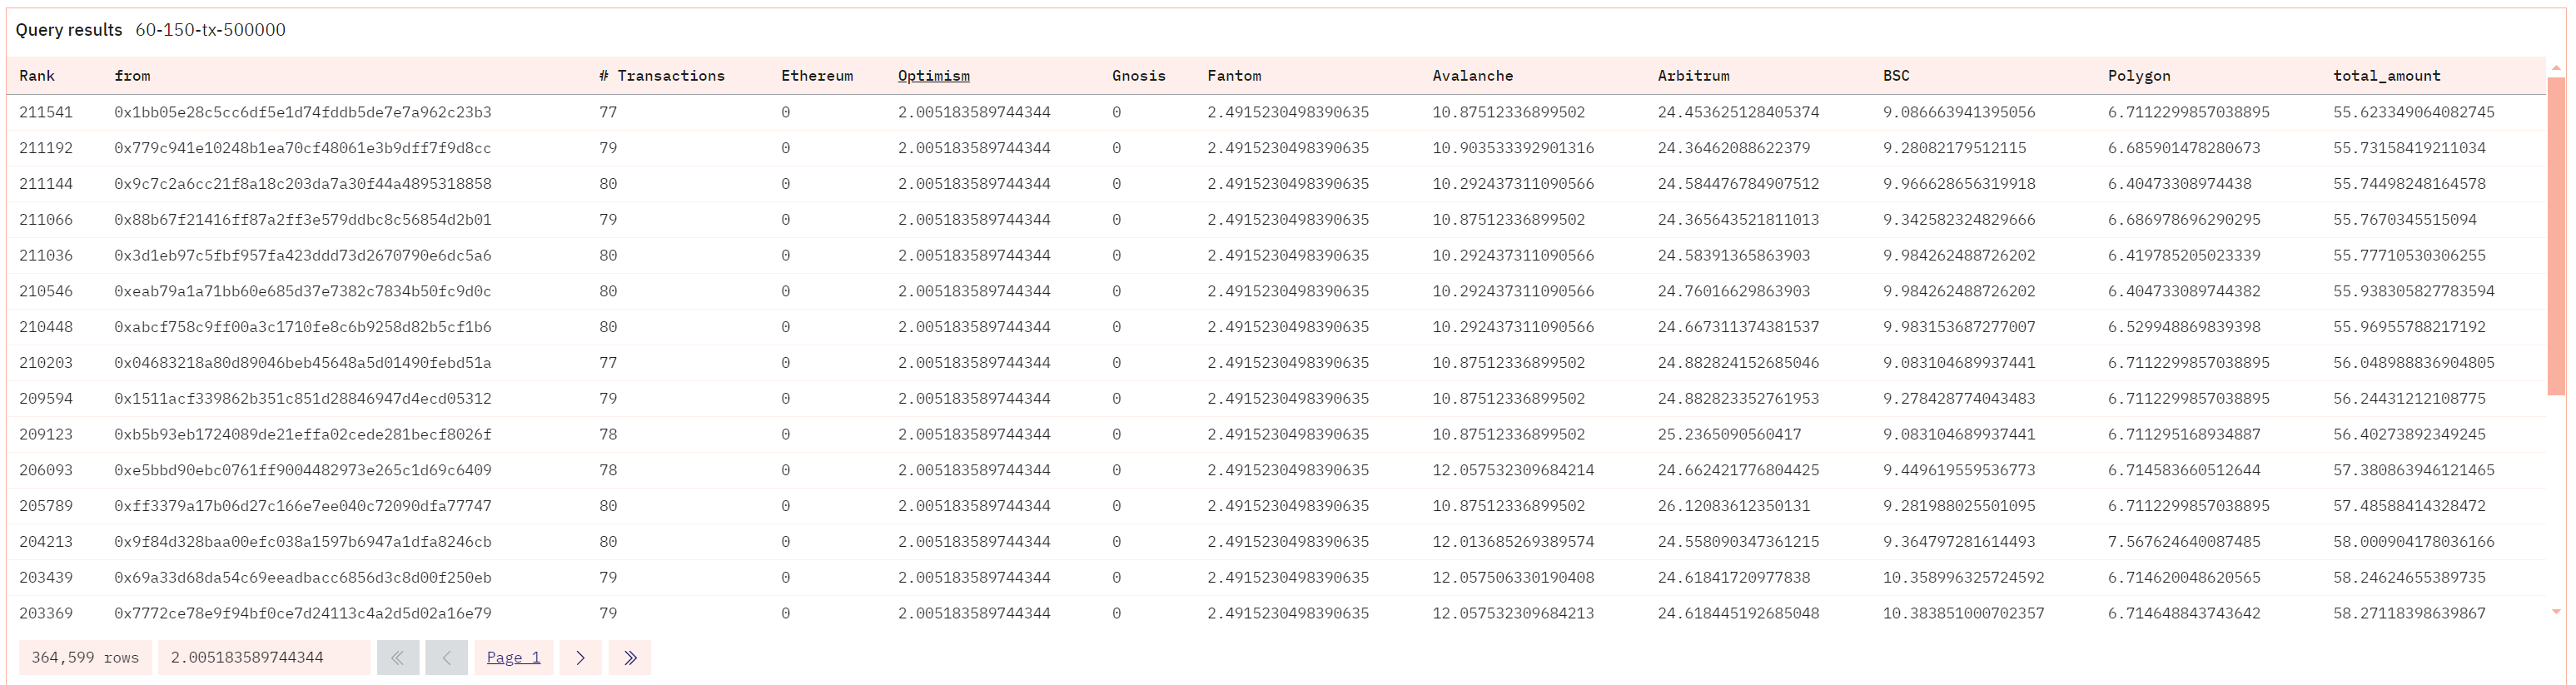 Query results 60-150-tx-500000
Rank from # Transactions Ethereum Optimism Gnosis Fantom Avalanche Arbitrum BSC Polygon total_amount
211541 0x1bb05e28c5cc6df5e1d74fddb5de7e7a962c23b3 77 0 2.005183589744344 0 2.4915230498390635 10.87512336899502 24.453625128405374 9.086663941395056 6.7112299857038895 55.623349064082745
211192 0x779c941e10248b1ea70cf48061e3b9dff7f9d8cc 79 0 2.005183589744344 0 2.4915230498390635 10.903533392901316 24.36462088622379 9.28082179512115 6.685901478280673 55.73158419211034
211144 0x9c7c2a6cc21f8a18c203da7a30f44a4895318858 80 0 2.005183589744344 0 2.4915230498390635 10.292437311090566 24.584476784907512 9.966628656319918 6.40473308974438 55.74498248164578
211066 0x88b67f21416ff87a2ff3e579ddbc8c56854d2b01 79 0 2.005183589744344 0 2.4915230498390635 10.87512336899502 24.365643521811013 9.342582324829666 6.686978696290295 55.7670345515094
211036 0x3d1eb97c5fbf957fa423ddd73d2670790e6dc5a6 80 0 2.005183589744344 0 2.4915230498390635 10.292437311090566 24.58391365863903 9.984262488726202 6.419785205023339 55.77710530306255
210546 0xeab79a1a71bb60e685d37e7382c7834b50fc9d0c 80 0 2.005183589744344 0 2.4915230498390635 10.292437311090566 24.76016629863903 9.984262488726202 6.404733089744382 55.938305827783594
210448 0xabcf758c9ff00a3c1710fe8c6b9258d82b5cf1b6 80 0 2.005183589744344 0 2.4915230498390635 10.292437311090566 24.667311374381537 9.983153687277007 6.529948869839398 55.96955788217192
210203 0x04683218a80d89046beb45648a5d01490febd51a 77 0 2.005183589744344 0 2.4915230498390635 10.87512336899502 24.882824152685046 9.083104689937441 6.7112299857038895 56.048988836904805
209594 0x1511acf339862b351c851d28846947d4ecd05312 79 0 2.005183589744344 0 2.4915230498390635 10.87512336899502 24.882823352761953 9.278428774043483 6.7112299857038895 56.24431212108775
209123 0xb5b93eb1724089de21effa02cede281becf8026f 78 0 2.005183589744344 0 2.4915230498390635 10.87512336899502 25.2365090560417 9.083104689937441 6.711295168934887 56.40273892349245
206093 0xe5bbd90ebc0761ff9004482973e265c1d69c6409 78 0 2.005183589744344 0 2.4915230498390635 12.057532309684214 24.662421776804425 9.449619559536773 6.714583660512644 57.380863946121465
205789 0xff3379a17b06d27c166e7ee040c72090dfa77747 80 0 2.005183589744344 0 2.4915230498390635 10.87512336899502 26.12083612350131 9.281988025501095 6.7112299857038895 57.48588414328472
204213 0x9f84d328baa00efc038a1597b6947a1dfa8246cb 80 0 2.005183589744344 0 2.4915230498390635 12.013685269389574 24.558090347361215 9.364797281614493 7.567624640087485 58.000904178036166
203439 0x69a33d68da54c69eeadbacc6856d3c8d00f250eb 79 0 2.005183589744344 0 2.4915230498390635 12.057506330190408 24.61841720977838 10.358996325724592 6.714620048620565 58.24624655389735
203369 0x7772ce78e9f94bf0ce7d24113c4a2d5d02a16e79 79 0 2.005183589744344 0 2.4915230498390635 12.057532309684213 24.618445192685048 10.383851000702357 6.714648843743642 58.27118398639867
364,599 rows 2.005183589744344 Page 1